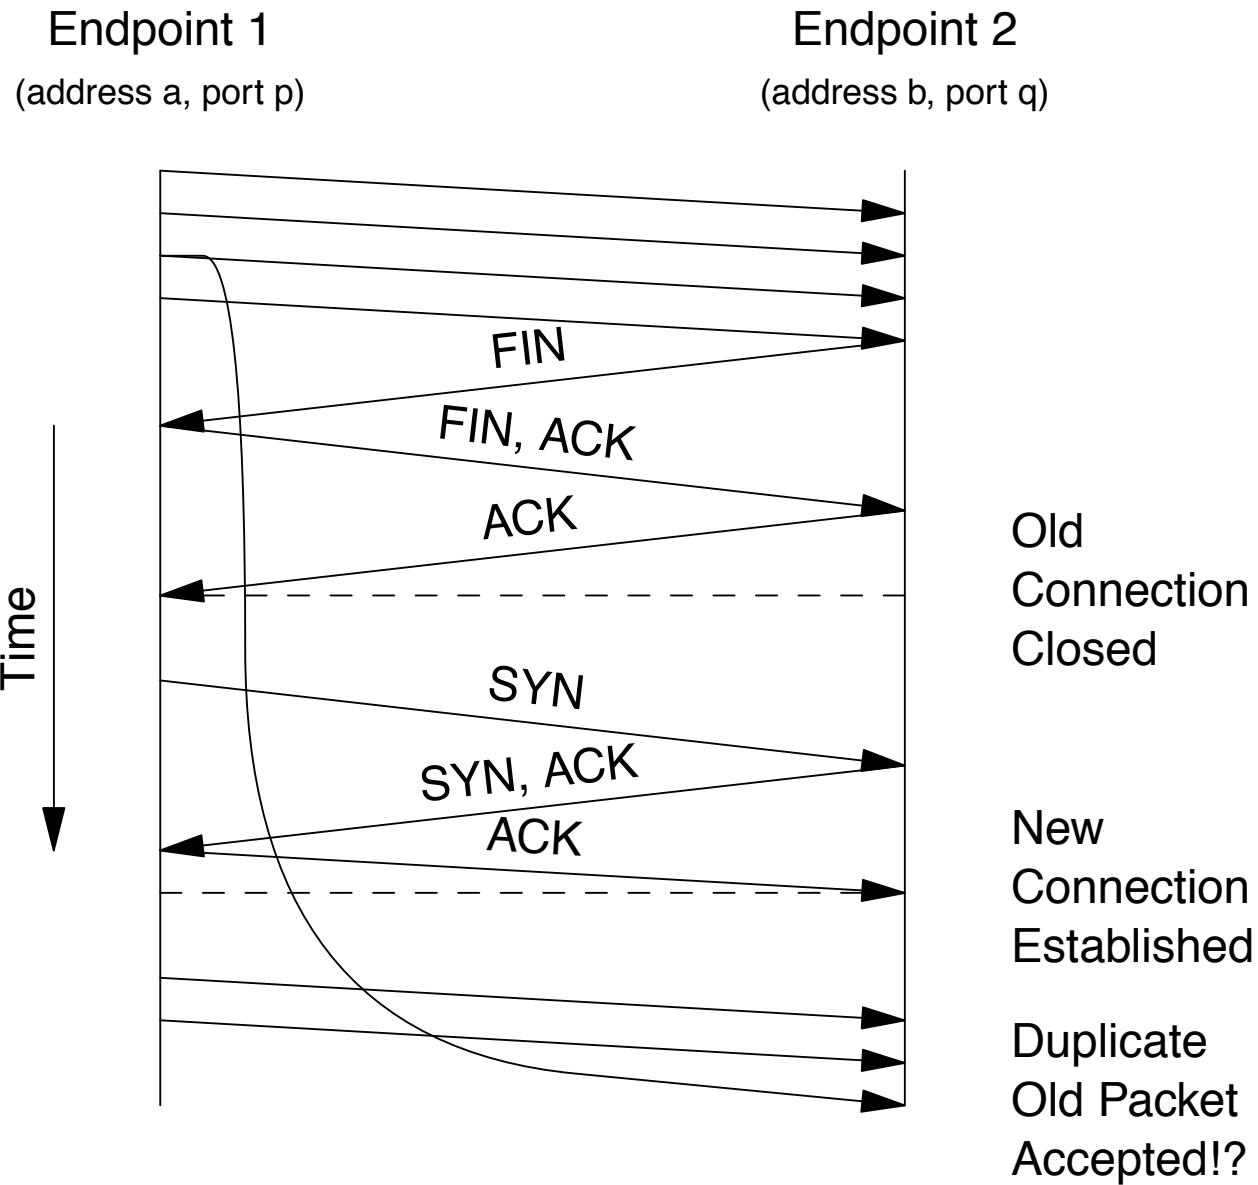 Endpoint 1
Endpoint 2
(address a, port p)
(address b, port q)
FIN
FIN, ACK
ACK
Old
Connection
Closed
Time
SYN
SYN, ACK
ACK
New
Connection
Established
Duplicate
Old Packet
Accepted!?